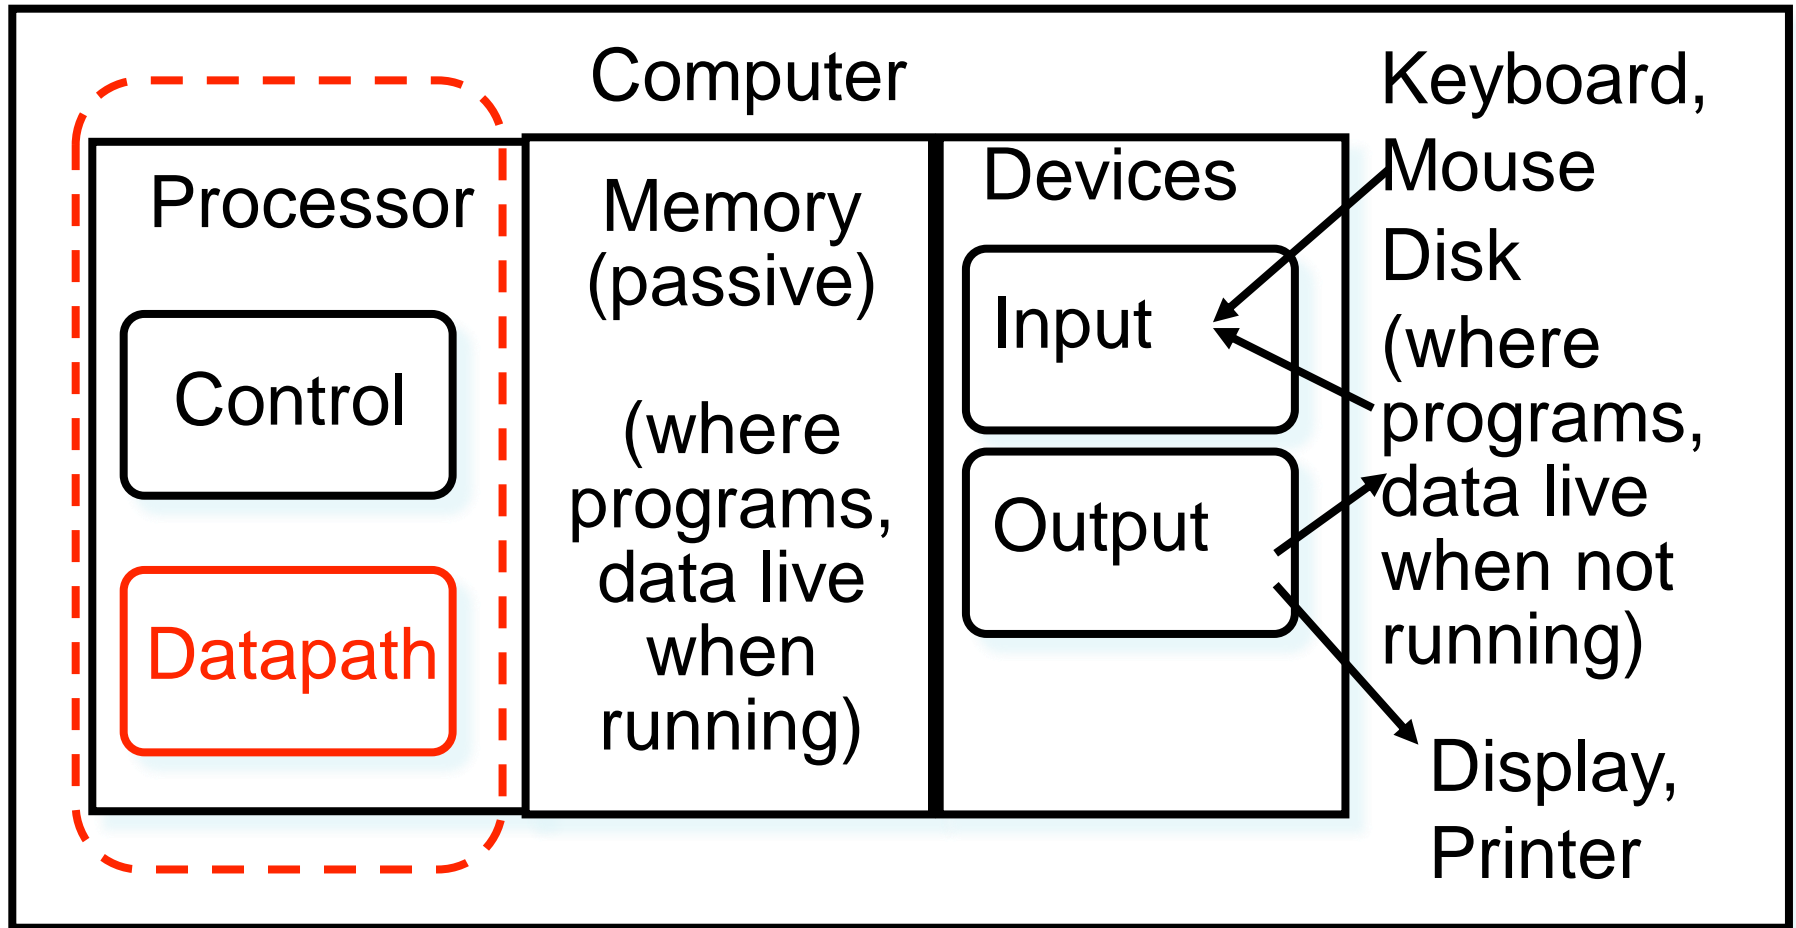 Computer
Processor
Control
Datapath
Memory
(passive)
(where
programs,
data live
when
running)
Devices
Input
Output
Keyboard,
Mouse
Disk
(where
programs,
data live
when not
running)
Display,
Printer